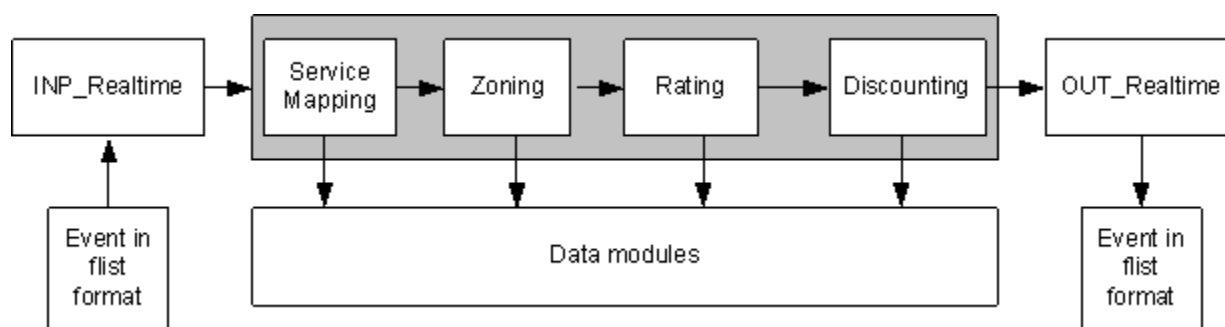 INP_Realtime
Service
Mapping
Zoning
Rating
Discounting
OUT_Realtime
Event in
flist
format
Data modules
Event in
flist
format